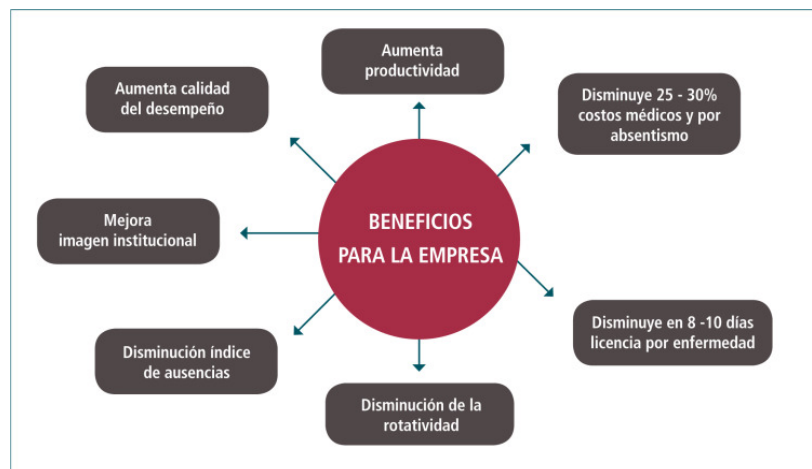 Aumenta
productividad
Aumenta calidad
del desempeño
Disminuye 25 - 30%
costos médicos y por
absentismo
Mejora
imagen institucional
BENEFICIOS
PARA LA EMPRESA
Disminuye en 8 -10 días
licencia por enfermedad
Disminución índice
de ausencias
Disminución de la
rotatividad